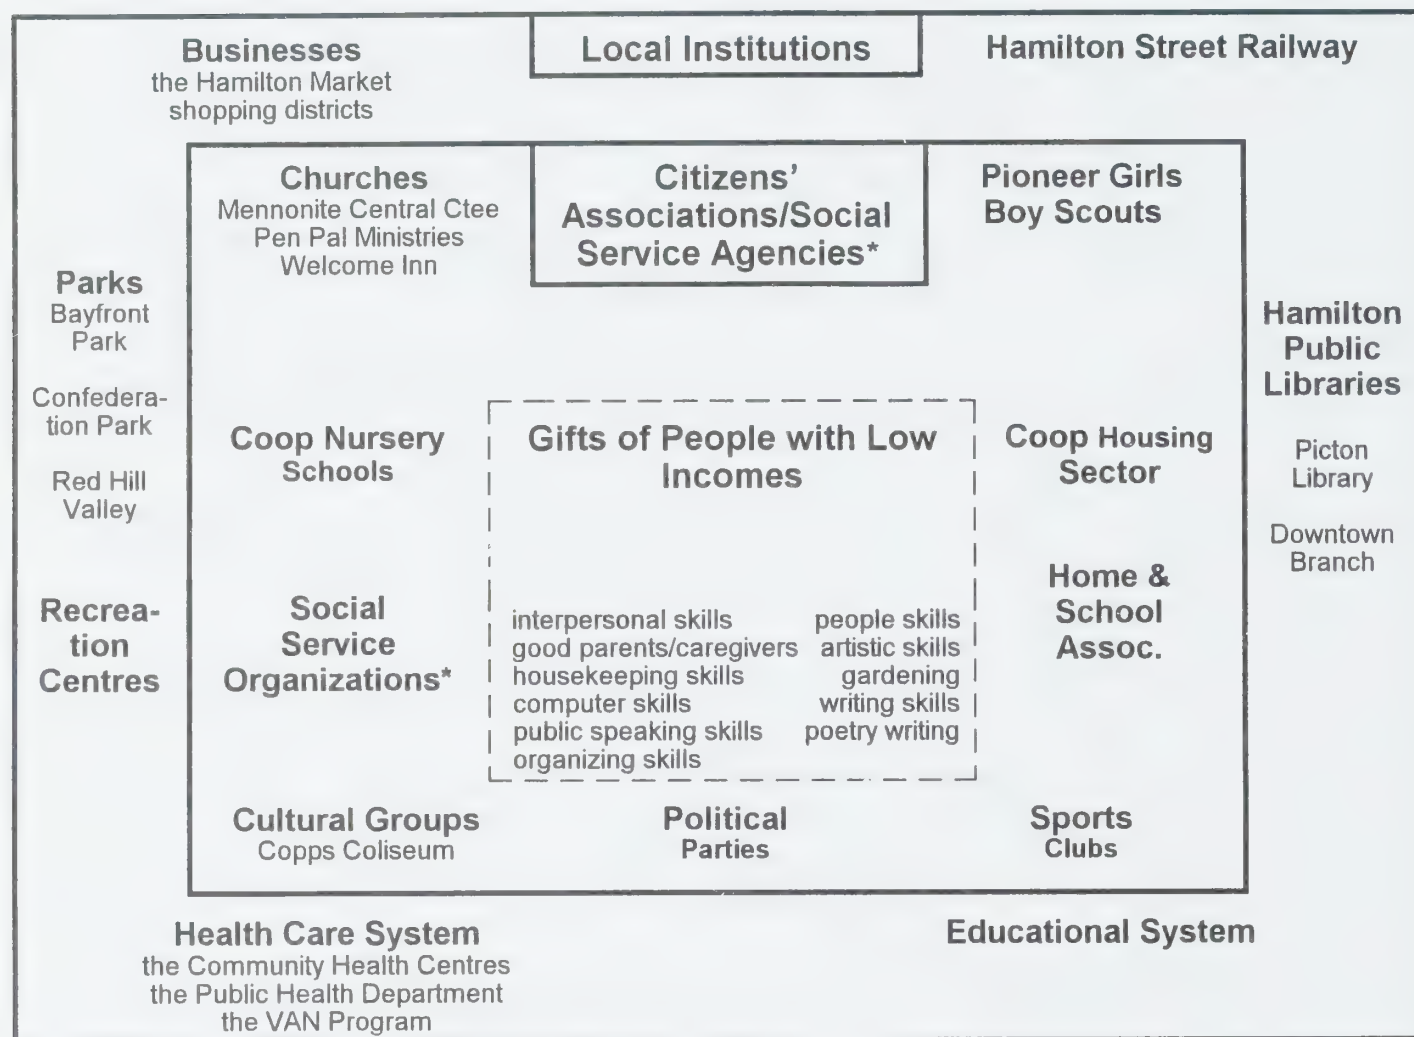 Businesses
the Hamilton Market
shopping districts
Local Institutions
Hamilton Street Railway
Churches
Mennonite Central Ctee
Pen Pal Ministries
Welcome Inn
Citizens'
Associations/Social
Service Agencies*
Pioneer Girls
Boy Scouts
Parks
Bayfront
Park
Confedera-
tion Park
Red Hill
Valley
Recrea-
tion
Centres
Coop Nursery
Schools
Social
Service
Organizations*
Gifts of People with Low
Incomes
interpersonal skills
good parents/caregivers
housekeeping skills
computer skills
public speaking skills
organizing skills
people skills
artistic skills
gardening
writing skills
poetry writing
Coop Housing
Sector
Home &
School
Assoc.
Hamilton
Public
Libraries
Picton
Library
Downtown
Branch
Cultural Groups
Copps Coliseum
Political
Parties
Sports
Clubs
Health Care System
the Community Health Centres
the Public Health Department
the VAN Program
Educational System